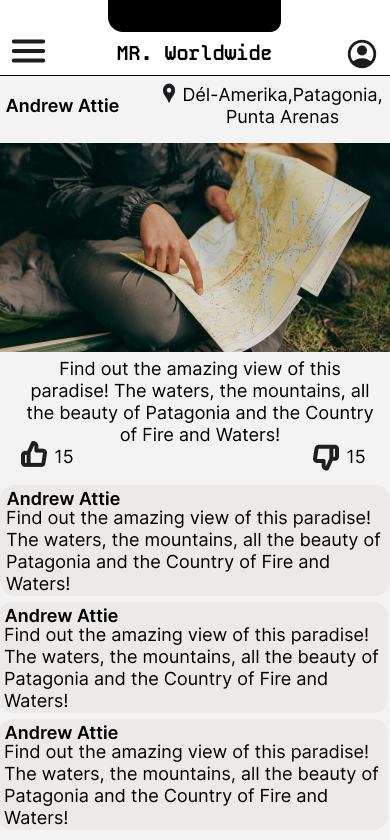 MR. Worldwide
Andrew Attie
Dél-Amerika,Patagonia,
Punta Arenas
Find out the amazing view of this
paradise! The waters, the mountains, all
the beauty of Patagonia and the Country
of Fire and Waters!
15
15
Andrew Attie
Find out the amazing view of this paradise!
The waters, the mountains, all the beauty of
Patagonia and the Country of Fire and
Waters!
Andrew Attie
Find out the amazing view of this paradise!
The waters, the mountains, all the beauty of
Patagonia and the Country of Fire and
Waters!
Andrew Attie
Find out the amazing view of this paradise!
The waters, the mountains, all the beauty of
Patagonia and the Country of Fire and
Waters!